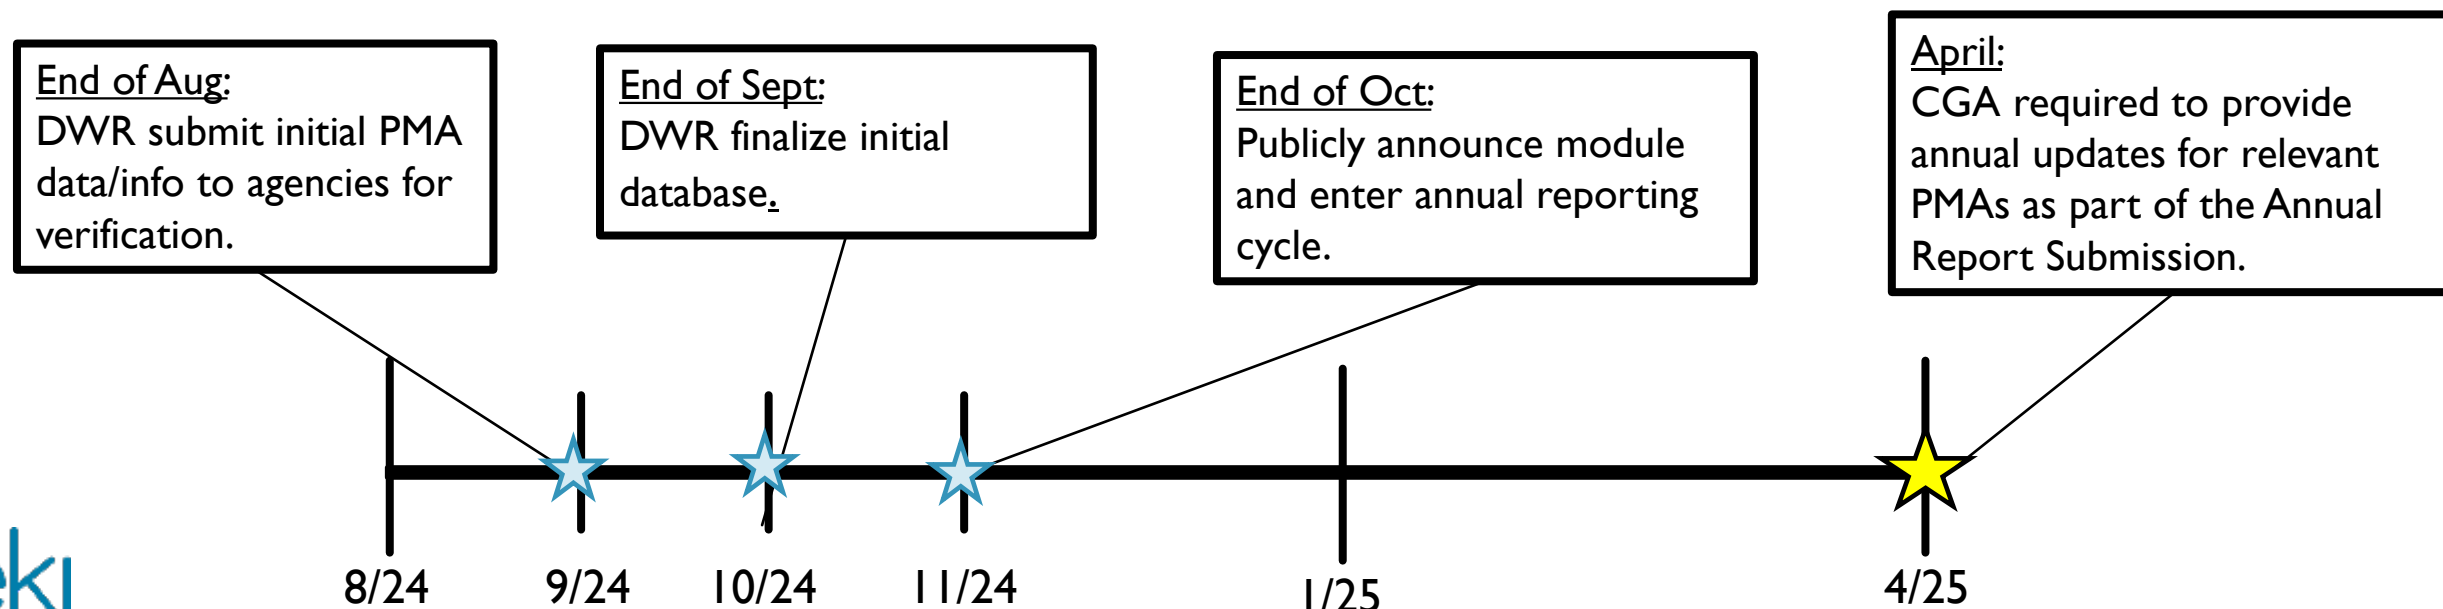 End of Aug:
DWR submit initial PMA
data/info to agencies for
verification.
End of Sept:
DWR finalize initial
database.
End of Oct:
Publicly announce module
and enter annual reporting
cycle.
April:
CGA required to provide
annual updates for relevant
PMAs as part of the Annual
Report Submission.
8/24
9/24
10/24
11/24
1/25
4/25
eki